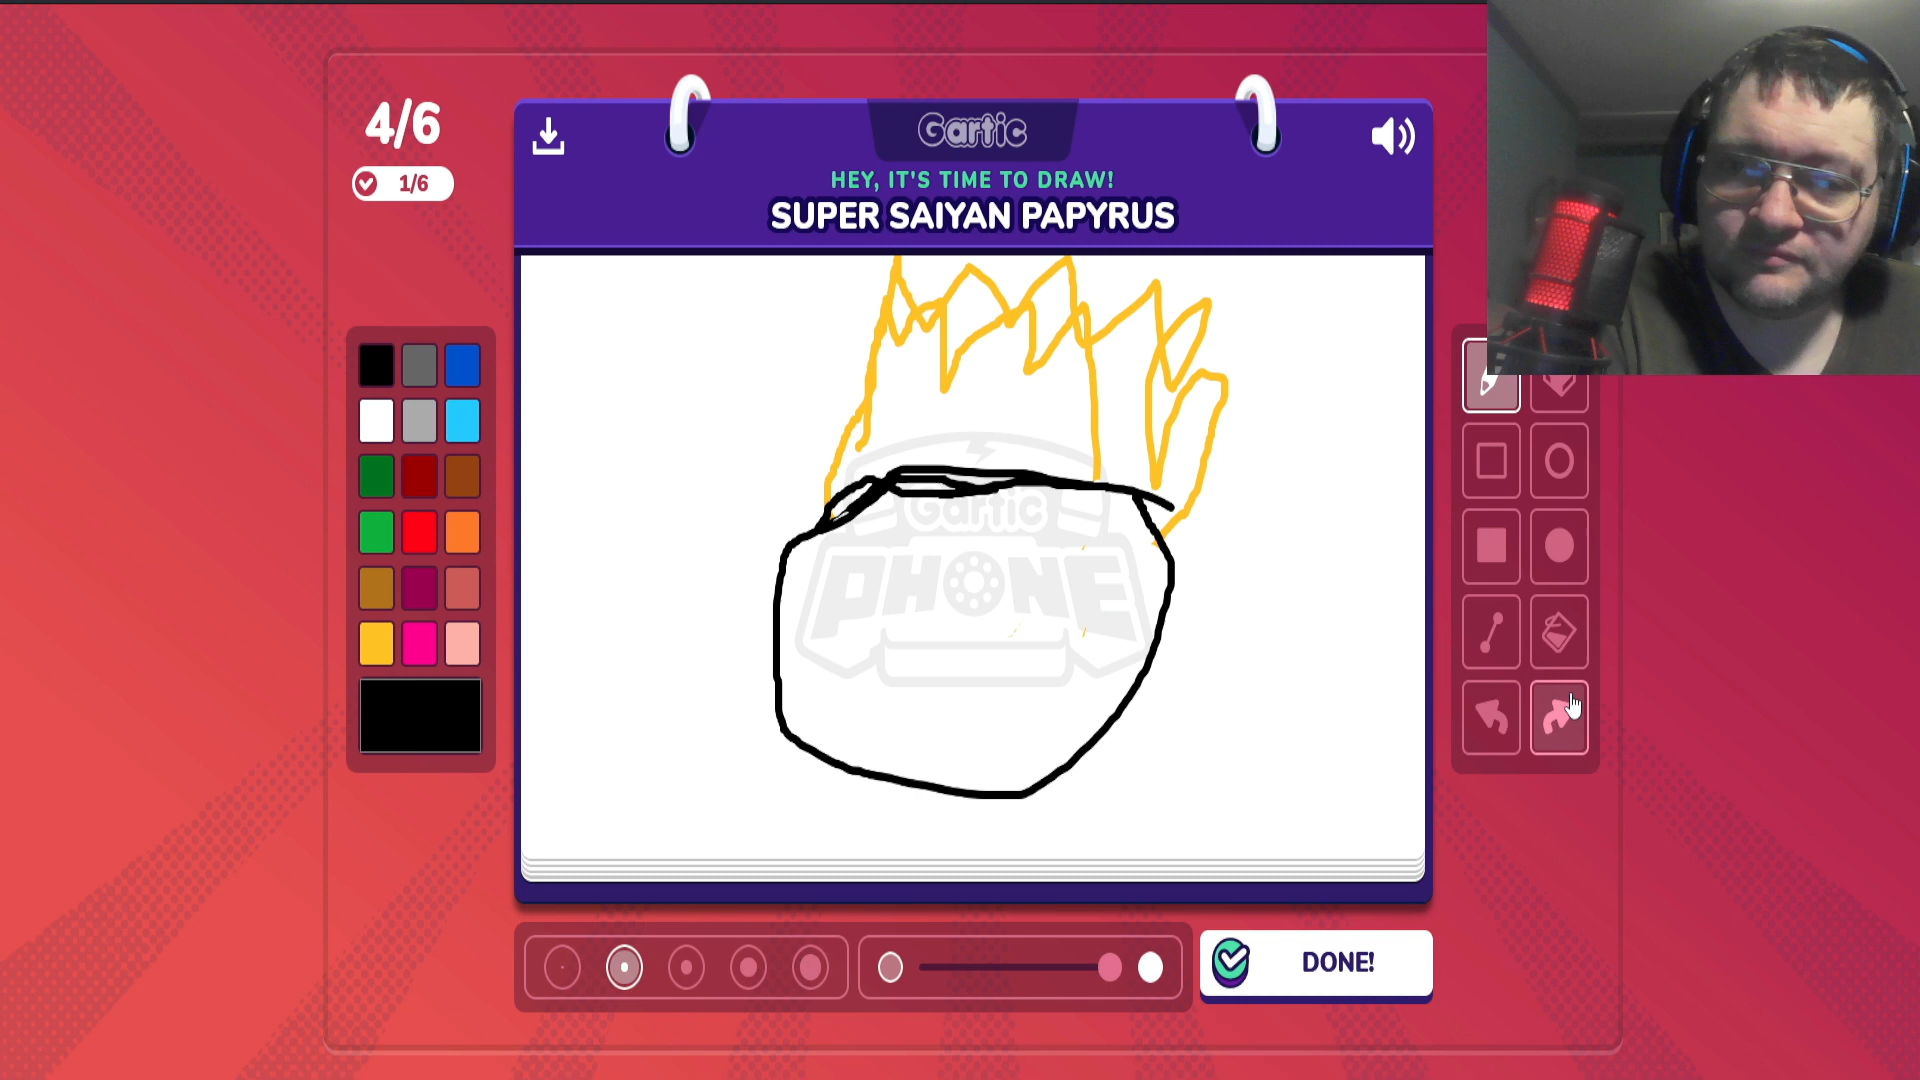 4/6
1/6
Gartic
HEY, IT'S TIME TO DRAW!
SUPER SAIYAN PAPYRUS
Gartic
PHONE
DONE!